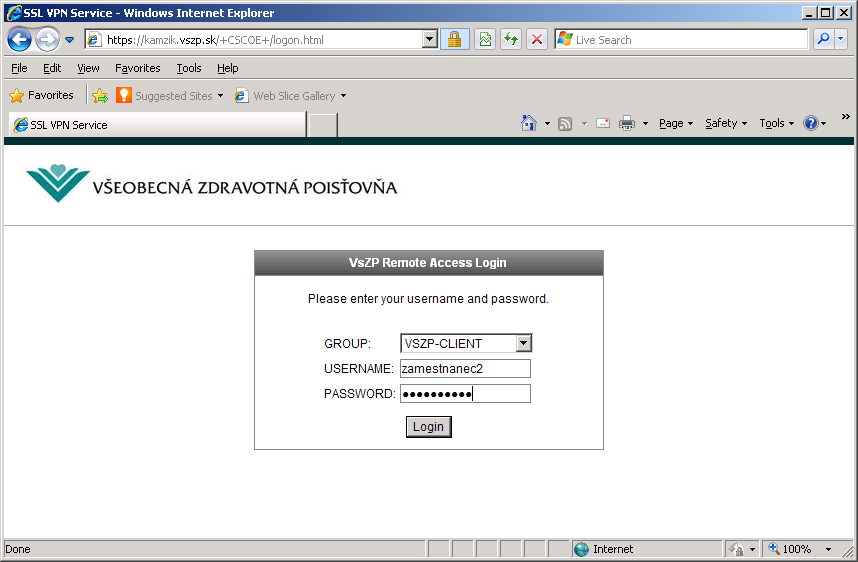 SSL VPN Service - Windows Internet Explorer
https://kamzik.vszp.sk/+CSCOE+/logon.html
Live Search
File Edit View Favorites Tools Help
Favorites Suggested Sites Web Slice Gallery
SSL VPN Service
Page Safety Tools »
VŠEOBECNÁ ZDRAVOTNÁ POISŤOVŇA
VsZP Remote Access Login
Please enter your username and password.
GROUP: VSZP-CLIENT
USERNAME: zamestnanec2
PASSWORD: ●●●●●●●●●●
Login
Done Internet 100%